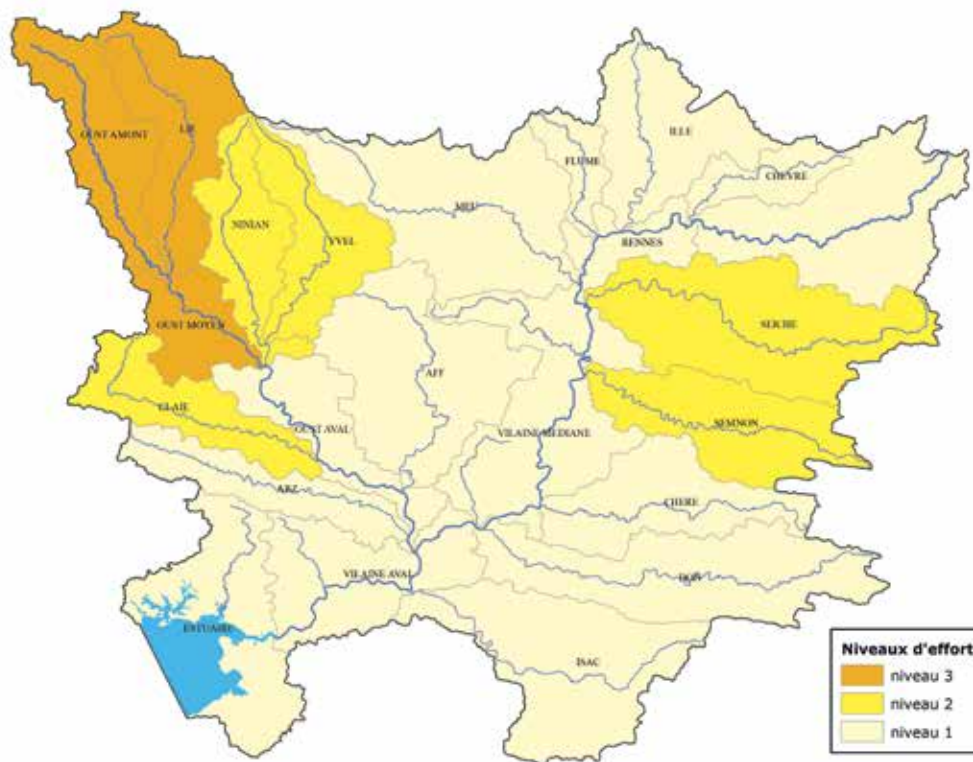 OUST AMONT
LIE
ILLE
FLUME
CHEVRE
MEU
NINIAN
YVEL
RENNES
SEICHE
OUST MOYEN
AFF
CLAIE
OUST AVAL
VILAINE MEDIANE
SEMNON
ARZ
CHERE
VILAINE AVAL
DON
ESTUAIRE
ISAC
Niveaux d'effort
niveau 3
niveau 2
niveau 1